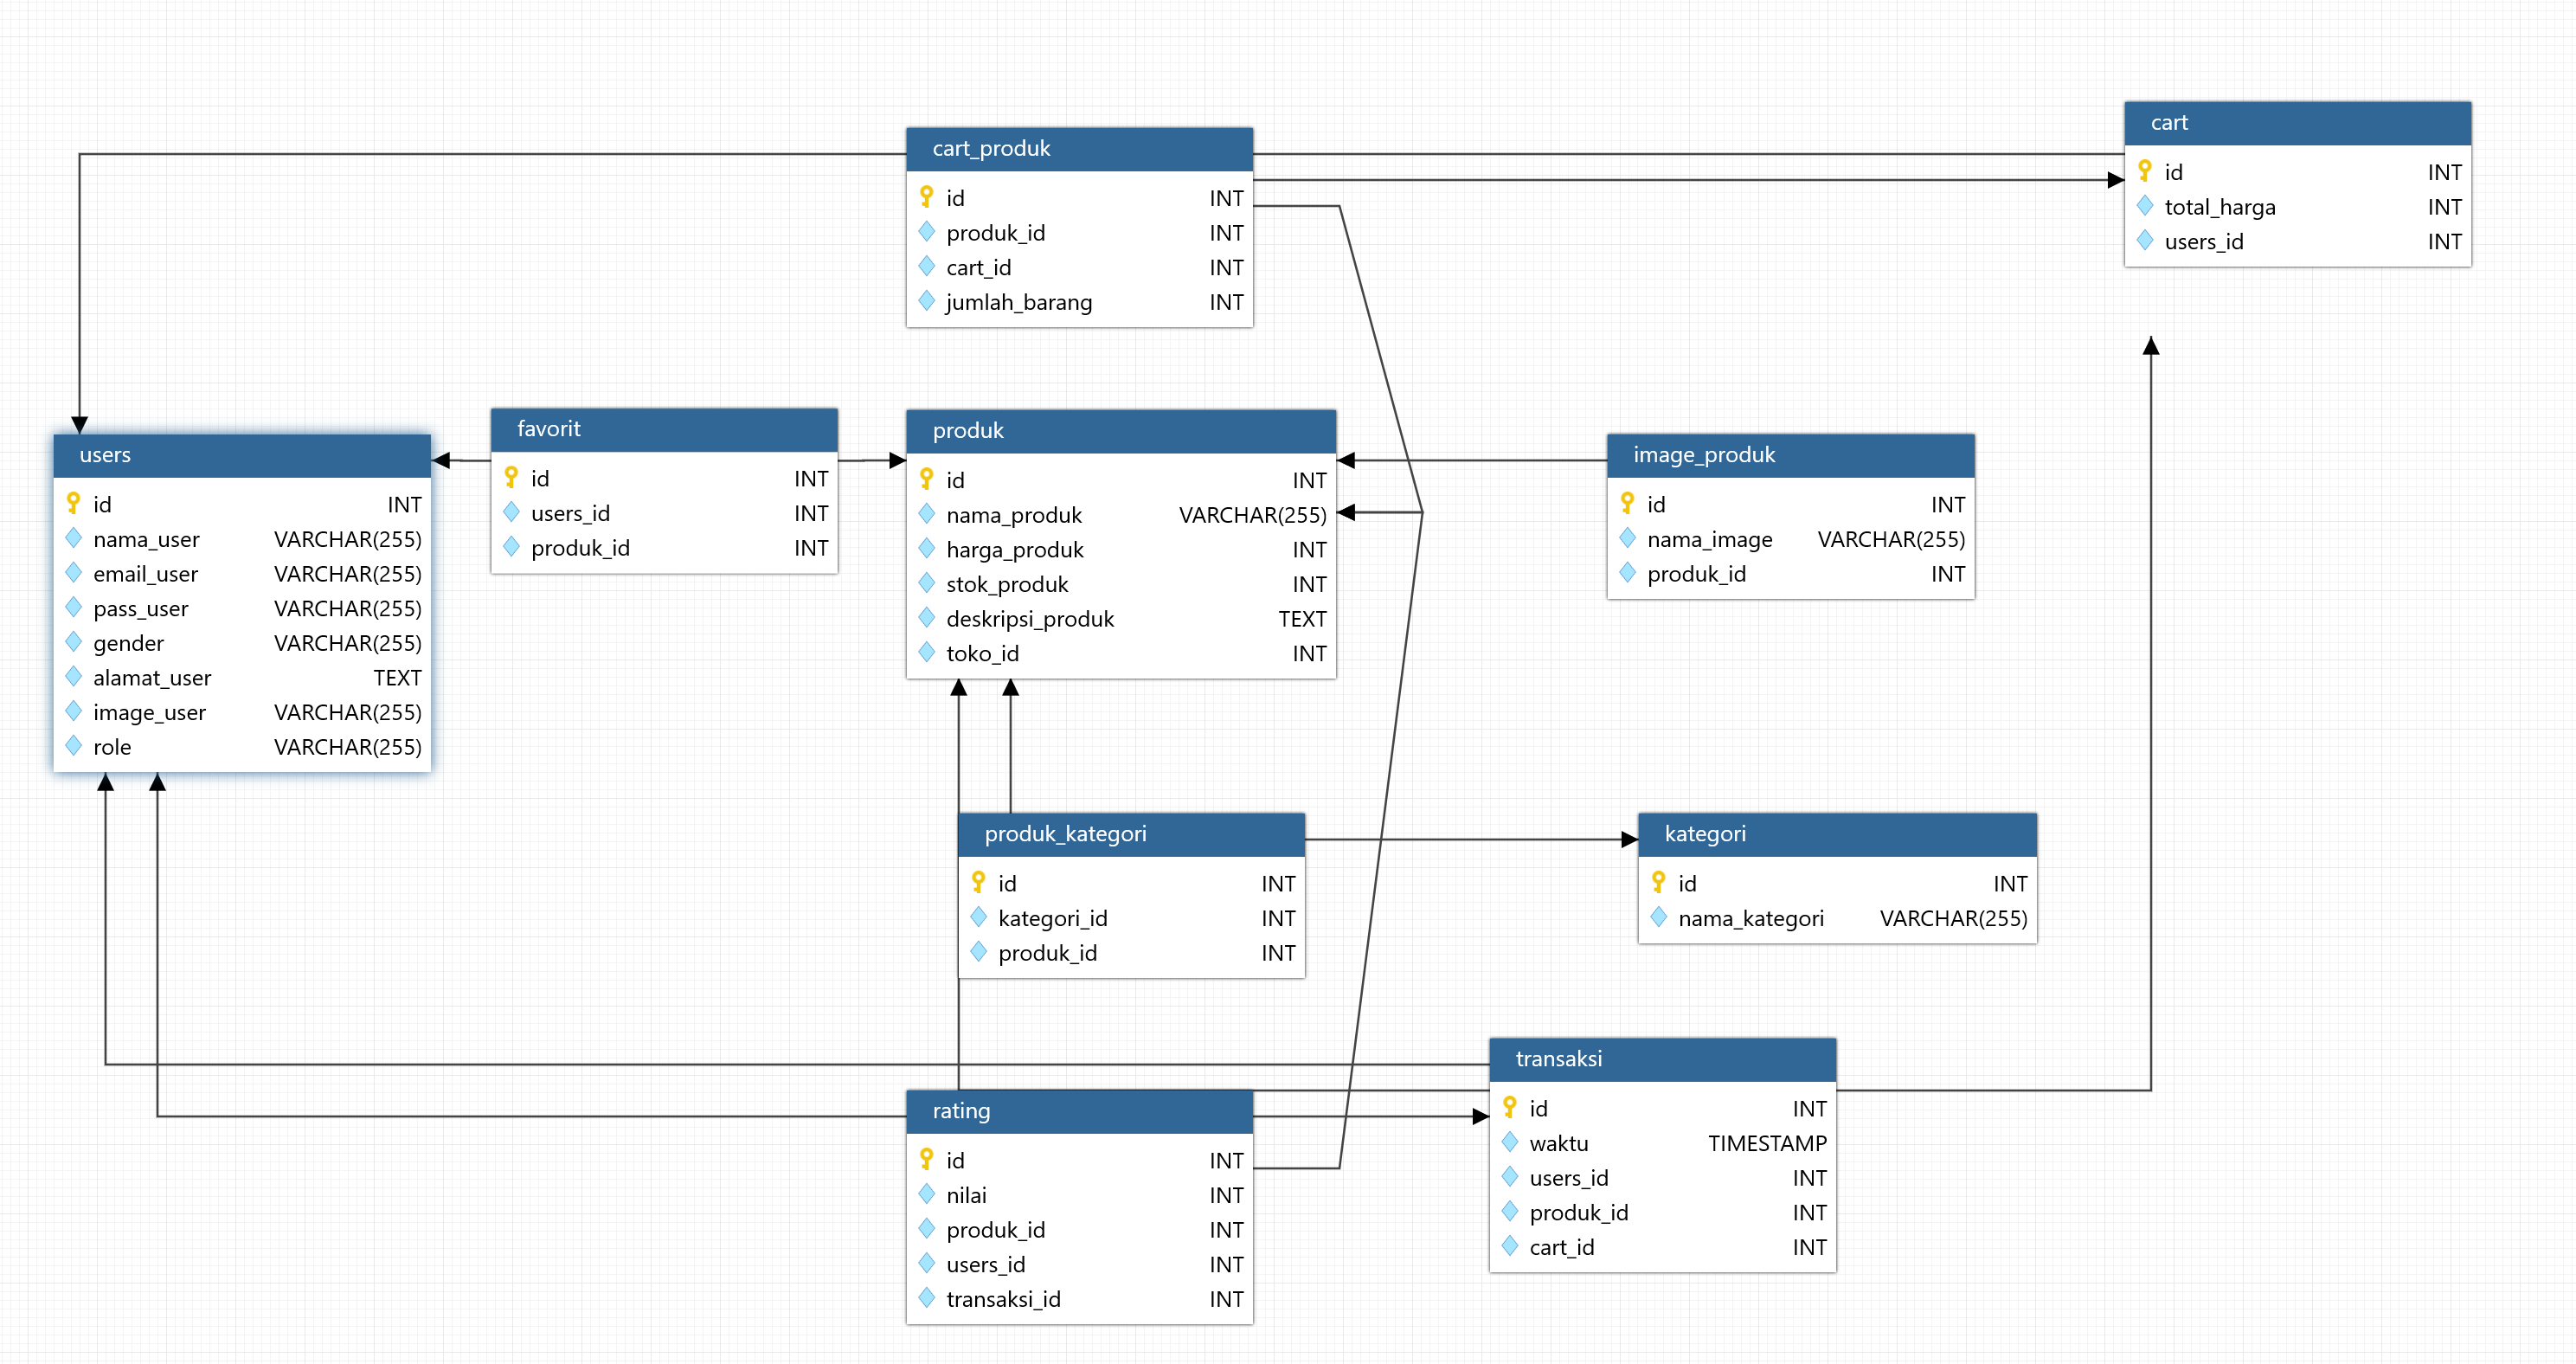 cart_produk
id INT
produk_id INT
cart_id INT
jumlah_barang INT
cart
id INT
total_harga INT
users_id INT
users
id INT
nama_user VARCHAR(255)
email_user VARCHAR(255)
pass_user VARCHAR(255)
gender VARCHAR(255)
alamat_user TEXT
image_user VARCHAR(255)
role VARCHAR(255)
favorit
id INT
users_id INT
produk_id INT
produk
id INT
nama_produk VARCHAR(255)
harga_produk INT
stok_produk INT
deskripsi_produk TEXT
toko_id INT
image_produk
id INT
nama_image VARCHAR(255)
produk_id INT
produk_kategori
id INT
kategori_id INT
produk_id INT
kategori
id INT
nama_kategori VARCHAR(255)
rating
id INT
nilai INT
produk_id INT
users_id INT
transaksi_id INT
transaksi
id INT
waktu TIMESTAMP
users_id INT
produk_id INT
cart_id INT